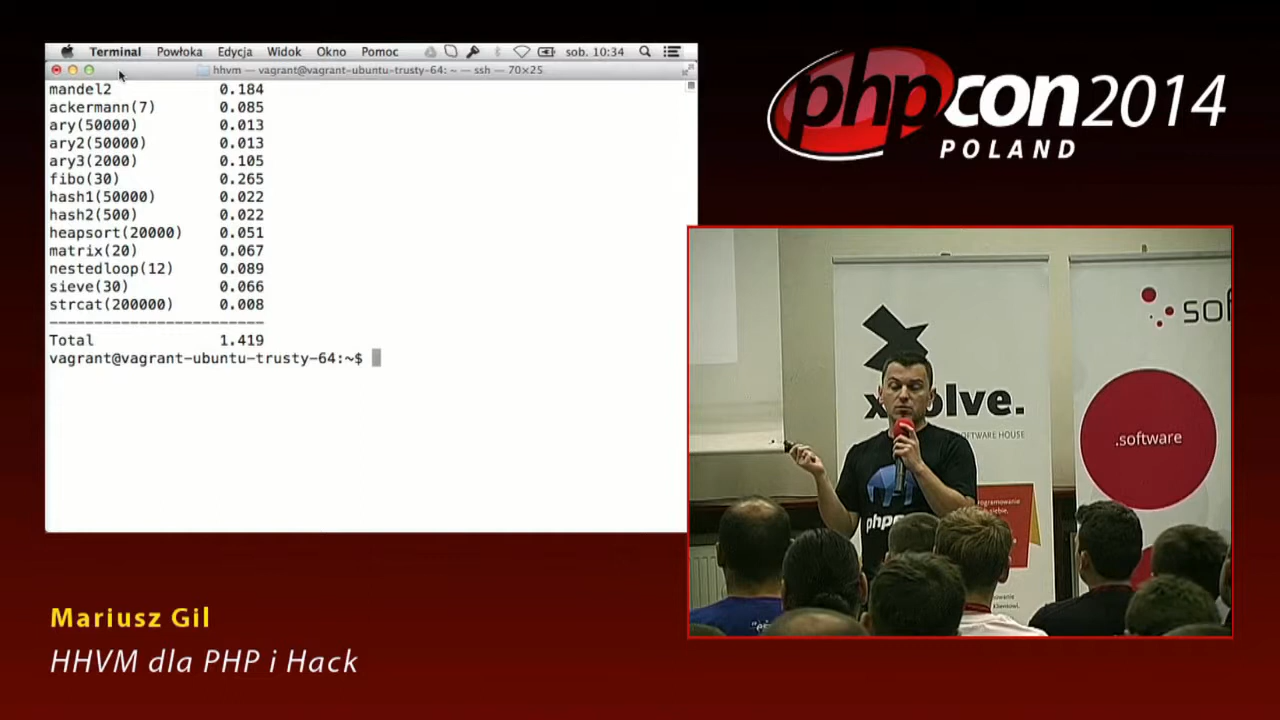 Terminal Powłoka Edycja Widok Okno Pomoc sob. 10:34
hhvm — vagrant@vagrant-ubuntu-trusty-64: ~ — ssh — 70×25
mandel2 0.184
ackermann(7) 0.085
ary(50000) 0.013
ary2(50000) 0.013
ary3(2000) 0.105
fibo(30) 0.265
hash1(50000) 0.022
hash2(500) 0.022
heapsort(20000) 0.051
matrix(20) 0.067
nestedloop(12) 0.089
sieve(30) 0.066
strcat(200000) 0.008
------------------------
Total 1.419
vagrant@vagrant-ubuntu-trusty-64:~$
phpcon 2014
POLAND
olve.
SOFTWARE HOUSE
.software
php
Mariusz Gil
HHVM dla PHP i Hack